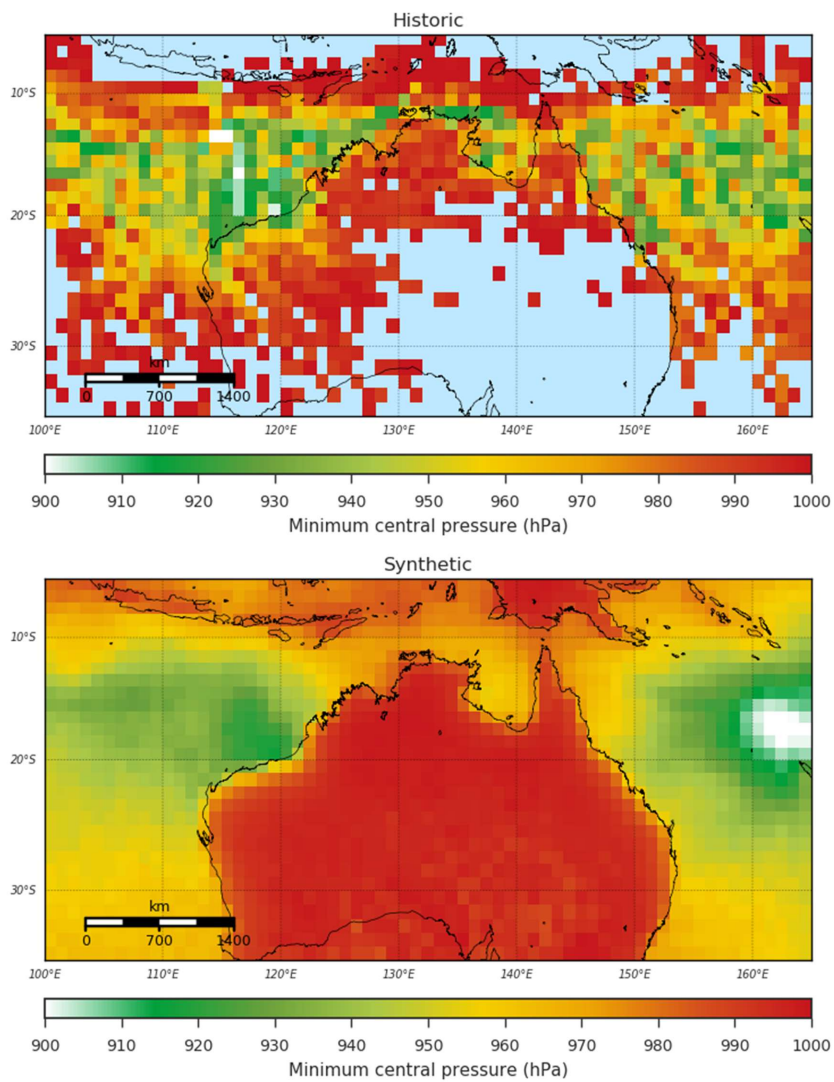 Historic
10°S
20°S
30°S
km
0 700 1400
100°E 110°E 120°E 130°E 140°E 150°E 160°E
900 910 920 930 940 950 960 970 980 990 1000
Minimum central pressure (hPa)
Synthetic
10°S
20°S
30°S
km
0 700 1400
100°E 110°E 120°E 130°E 140°E 150°E 160°E
900 910 920 930 940 950 960 970 980 990 1000
Minimum central pressure (hPa)